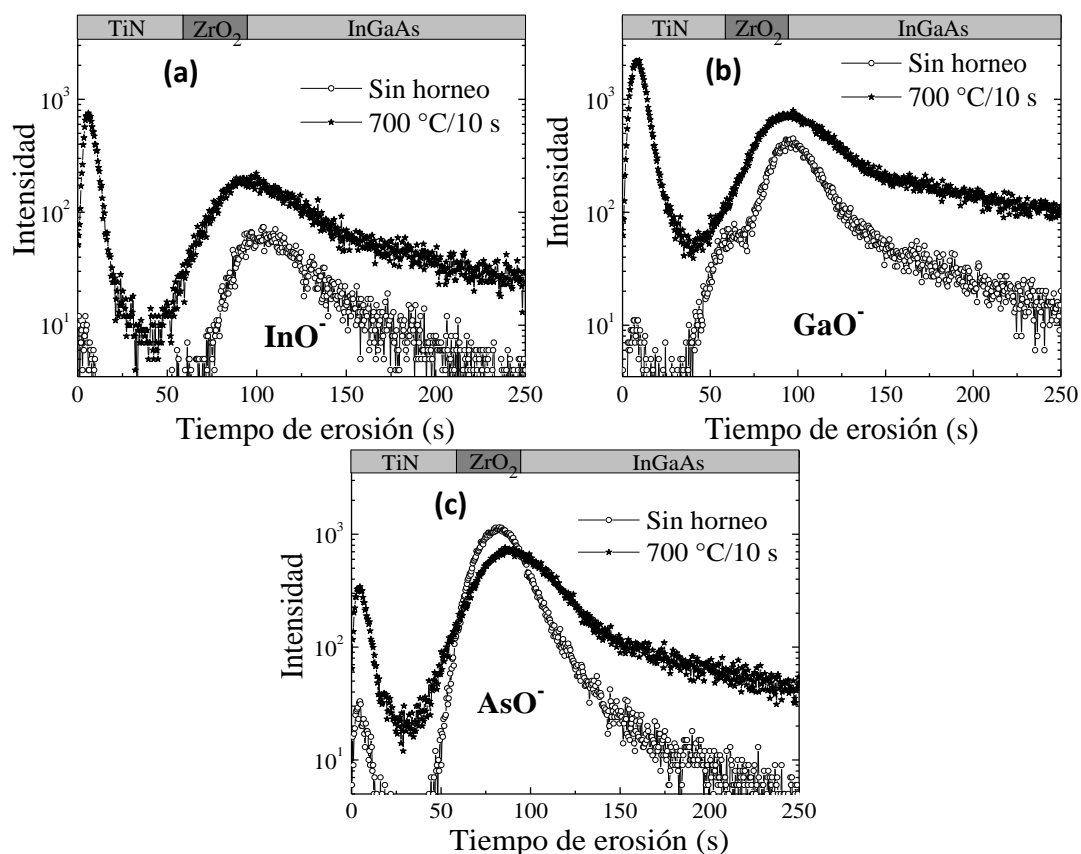 TiN ZrO2 InGaAs
(a)
Sin horneo
700 °C/10 s
10^3
10^2
10^1
Intensidad
InO-
0 50 100 150 200 250
Tiempo de erosión (s)
TiN ZrO2 InGaAs
(b)
Sin horneo
700 °C/10 s
10^3
10^2
10^1
Intensidad
GaO-
0 50 100 150 200 250
Tiempo de erosión (s)
TiN ZrO2 InGaAs
(c)
Sin horneo
700 °C/10 s
10^3
10^2
10^1
Intensidad
AsO-
0 50 100 150 200 250
Tiempo de erosión (s)